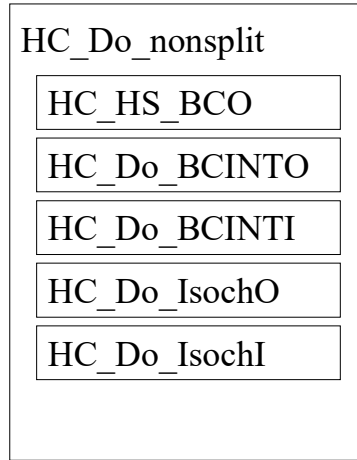 HC_Do_nonsplit
HC_HS_BCO
HC_Do_BCINTO
HC_Do_BCINTI
HC_Do_IsochO
HC_Do_IsochI